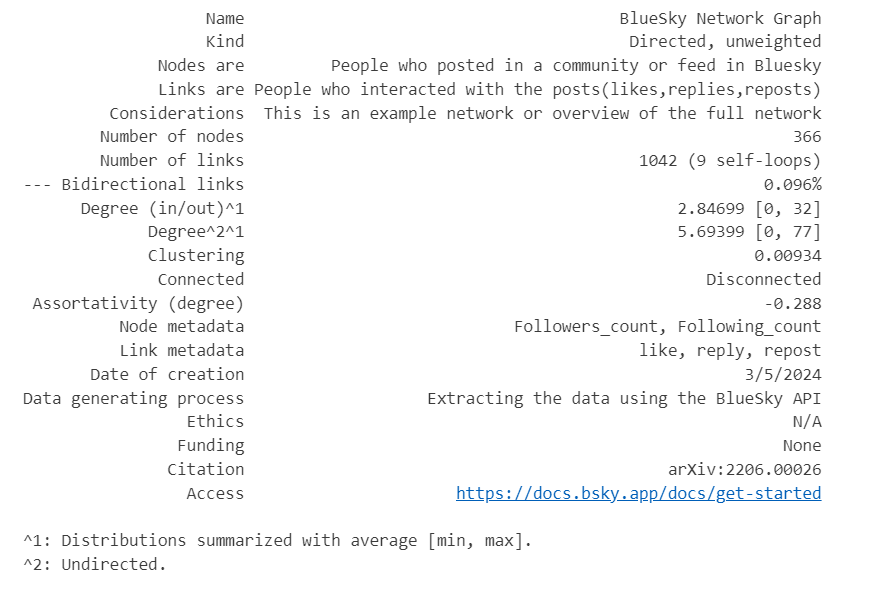 Name BlueSky Network Graph
Kind Directed, unweighted
Nodes are People who posted in a community or feed in Bluesky
Links are People who interacted with the posts(likes,replies,reposts)
Considerations This is an example network or overview of the full network
Number of nodes 366
Number of links 1042 (9 self-loops)
--- Bidirectional links 0.096%
Degree (in/out)^1 2.84699 [0, 32]
Degree^2^1 5.69399 [0, 77]
Clustering 0.00934
Connected Disconnected
Assortativity (degree) -0.288
Node metadata Followers_count, Following_count
Link metadata like, reply, repost
Date of creation 3/5/2024
Data generating process Extracting the data using the BlueSky API
Ethics N/A
Funding None
Citation arXiv:2206.00026
Access https://docs.bsky.app/docs/get-started
^1: Distributions summarized with average [min, max].
^2: Undirected.